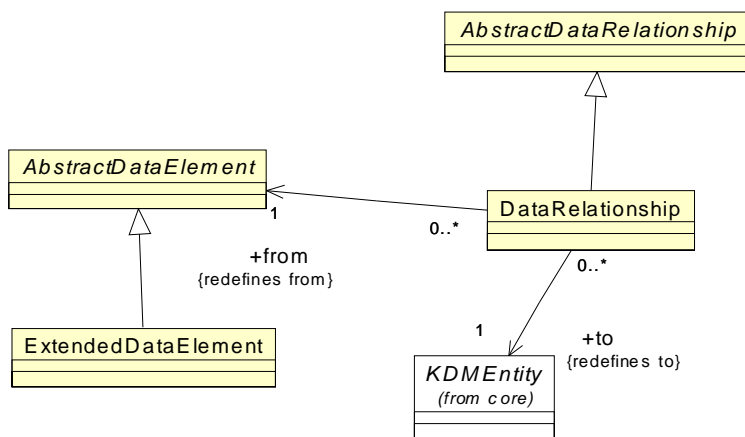 AbstractDataRelationship
AbstractDataElement
DataRelationship
1
0..*
+from
{redefines from}
0..*
1
+to
{redefines to}
ExtendedDataElement
KDMEntity
(from core)